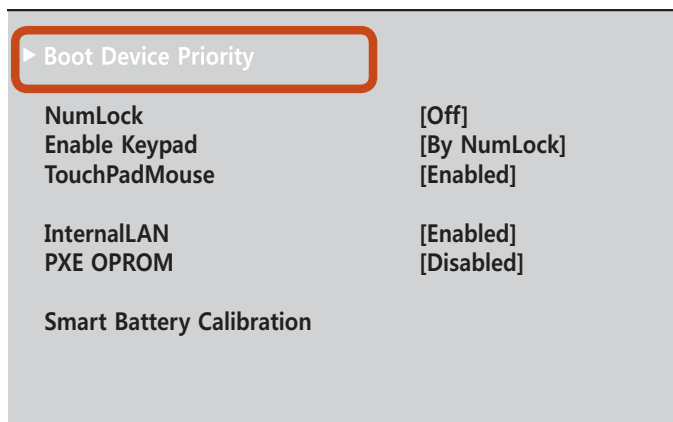 Boot Device Priority
NumLock [Off]
Enable Keypad [By NumLock]
TouchPadMouse [Enabled]
InternalLAN [Enabled]
PXE OPROM [Disabled]
Smart Battery Calibration